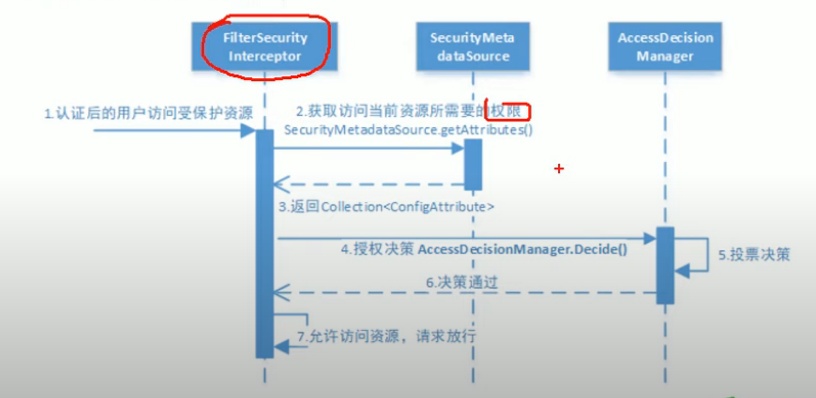 FilterSecurity
Interceptor
SecurityMeta
dataSource
AccessDecision
Manager
1.认证后的用户访问受保护资源
2.获取访问当前资源所需要的权限
SecurityMetadataSource.getAttributes()
3.返回Collection<ConfigAttribute>
4.授权决策 AccessDecisionManager.Decide()
5.投票决策
6.决策通过
7.允许访问资源，请求放行